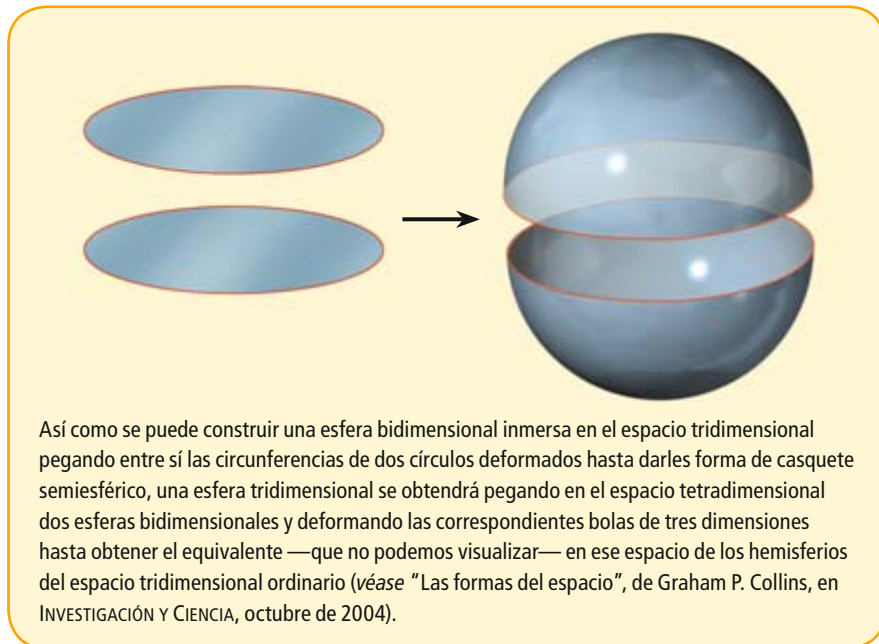 Así como se puede construir una esfera bidimensional inmersa en el espacio tridimensional
pegando entre sí las circunferencias de dos círculos deformados hasta darles forma de casquete
semiesférico, una esfera tridimensional se obtendrá pegando en el espacio tetradimensional
dos esferas bidimensionales y deformando las correspondientes bolas de tres dimensiones
hasta obtener el equivalente —que no podemos visualizar— en ese espacio de los hemisferios
del espacio tridimensional ordinario (véase “Las formas del espacio”, de Graham P. Collins, en
INVESTIGACIÓN Y CIENCIA, octubre de 2004).